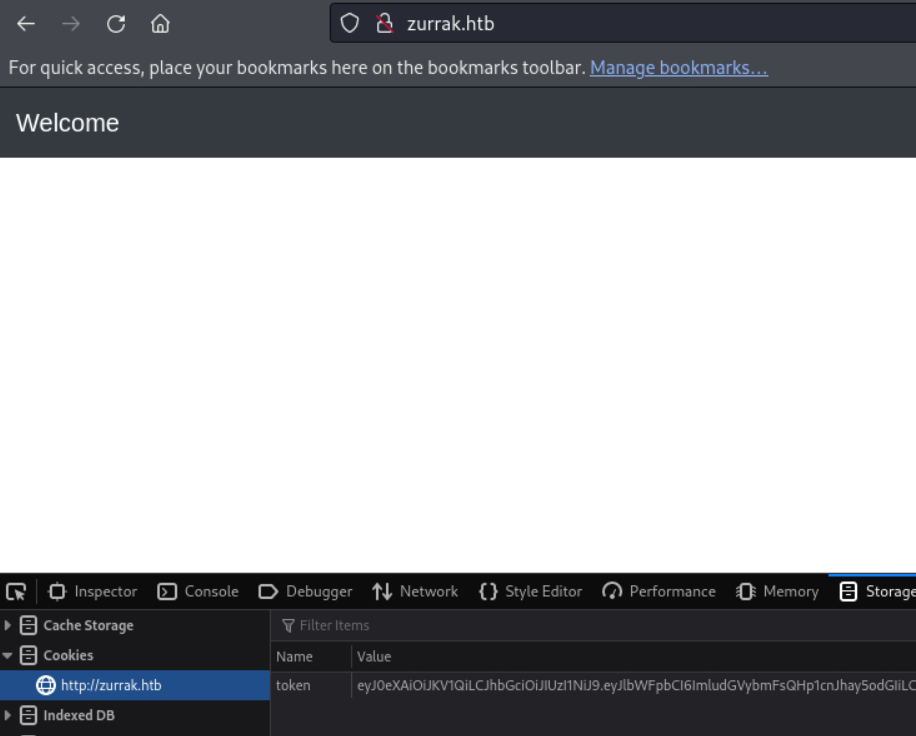 zurrak.htb
For quick access, place your bookmarks here on the bookmarks toolbar. Manage bookmarks…
Welcome
Inspector Console Debugger Network Style Editor Performance Memory Storage
Cache Storage Filter Items
Cookies Name Value
http://zurrak.htb token eyJ0eXAiOiJKV1QiLCJhbGciOiJIUzI1NiJ9.eyJlbWFpbCI6ImludGVybmFsQHp1cnJhay5odGIiLC
Indexed DB